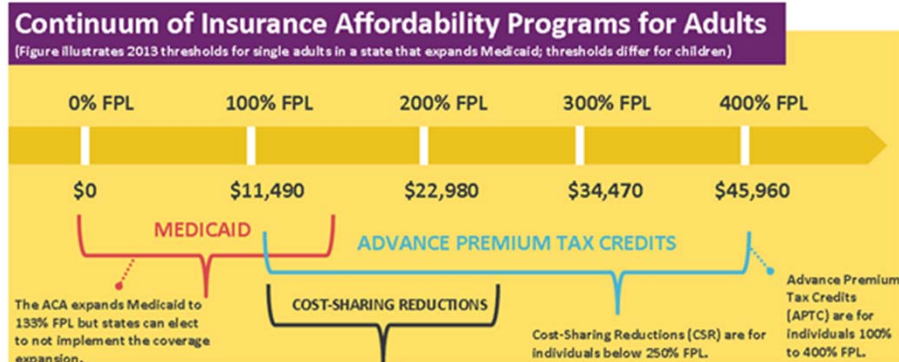 Continuum of Insurance Affordability Programs for Adults
(Figure illustrates 2013 thresholds for single adults in a state that expands Medicaid; thresholds differ for children)
0% FPL 100% FPL 200% FPL 300% FPL 400% FPL
$0 $11,490 $22,980 $34,470 $45,960
MEDICAID
ADVANCE PREMIUM TAX CREDITS
COST-SHARING REDUCTIONS
The ACA expands Medicaid to
133% FPL but states can elect
to not implement the coverage
expansion.
Cost-Sharing Reductions (CSR) are for
individuals below 250% FPL.
Advance Premium
Tax Credits
(APTC) are for
individuals 100%
to 400% FPL.